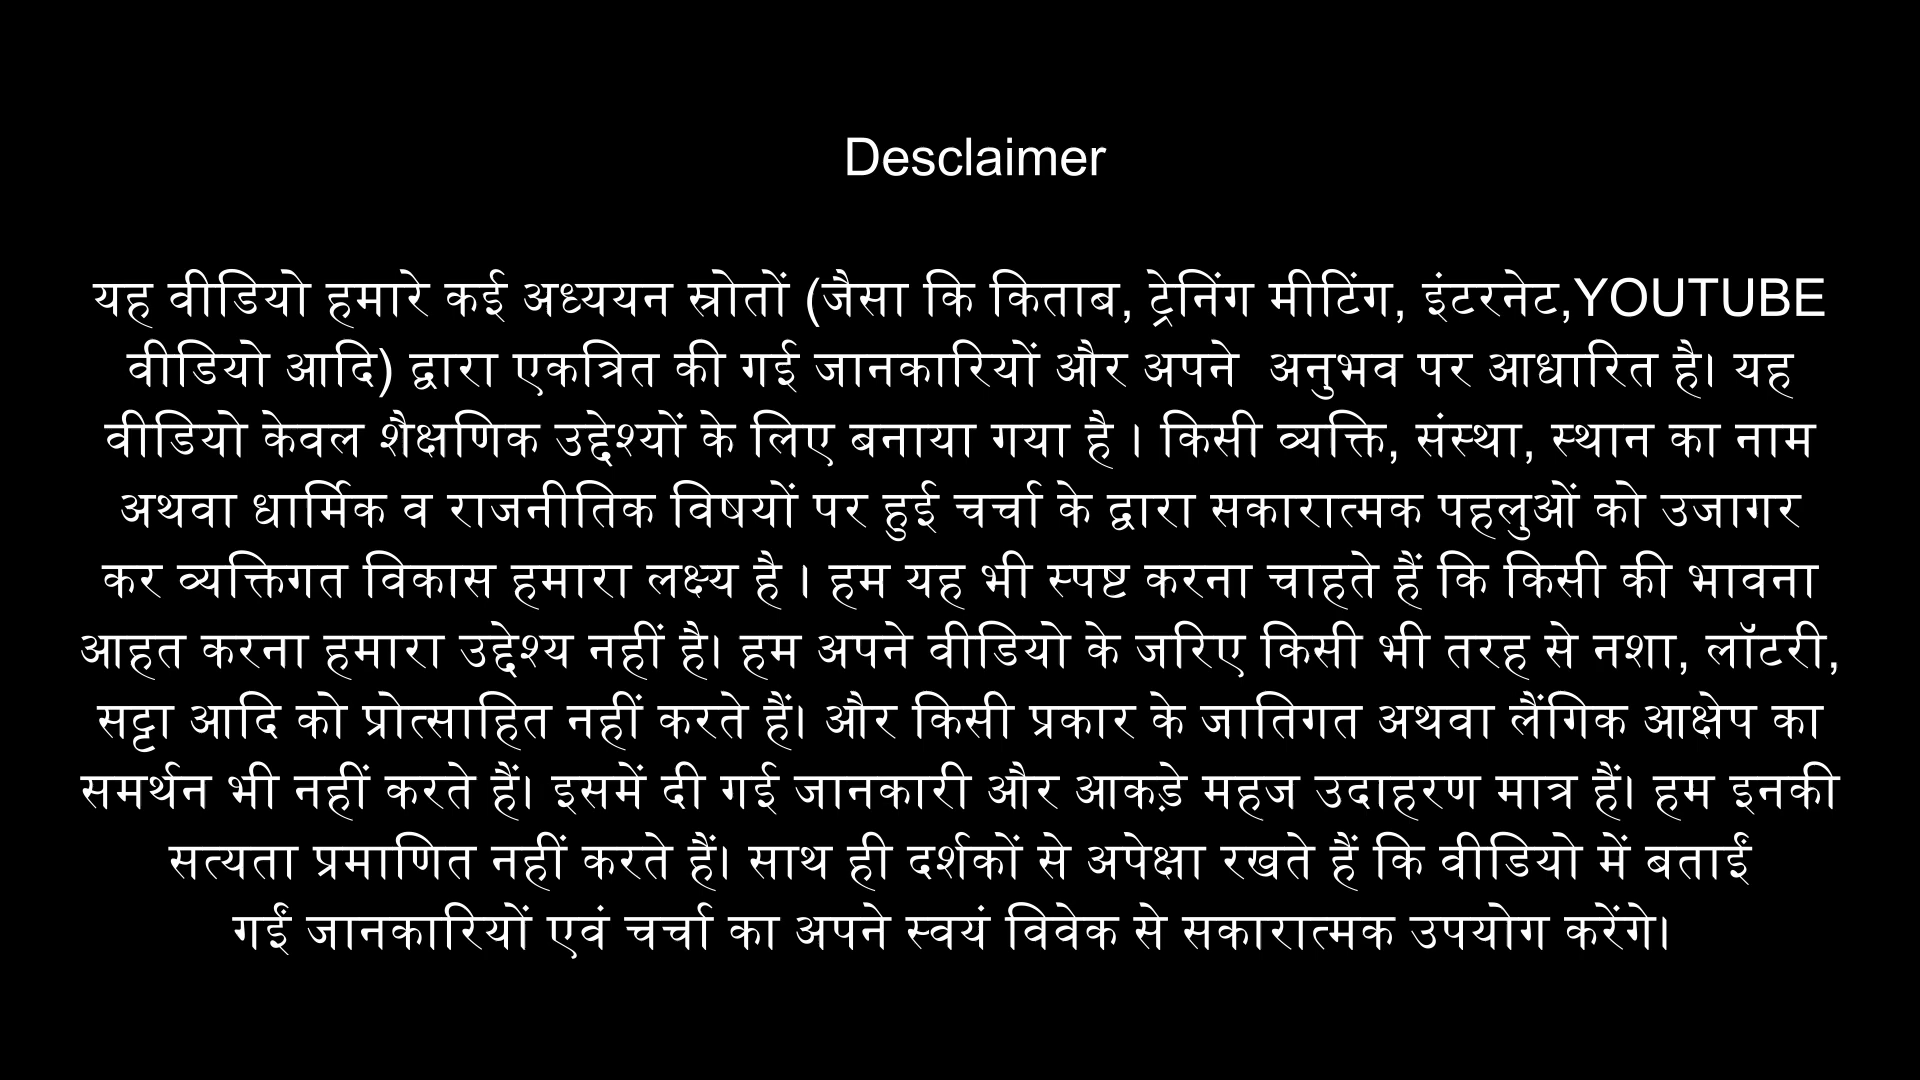 Desclaimer
यह वीडियो हमारे कई अध्ययन स्रोतों (जैसा कि किताब, ट्रेनिंग मीटिंग, इंटरनेट,YOUTUBE
वीडियो आदि) द्वारा एकत्रित की गई जानकारियों और अपने अनुभव पर आधारित है। यह
वीडियो केवल शैक्षणिक उद्देश्यों के लिए बनाया गया है । किसी व्यक्ति, संस्था, स्थान का नाम
अथवा धार्मिक व राजनीतिक विषयों पर हुई चर्चा के द्वारा सकारात्मक पहलुओं को उजागर
कर व्यक्तिगत विकास हमारा लक्ष्य है । हम यह भी स्पष्ट करना चाहते हैं कि किसी की भावना
आहत करना हमारा उद्देश्य नहीं है। हम अपने वीडियो के जरिए किसी भी तरह से नशा, लॉटरी,
सट्टा आदि को प्रोत्साहित नहीं करते हैं। और किसी प्रकार के जातिगत अथवा लैंगिक आक्षेप का
समर्थन भी नहीं करते हैं। इसमें दी गई जानकारी और आकड़े महज उदाहरण मात्र हैं। हम इनकी
सत्यता प्रमाणित नहीं करते हैं। साथ ही दर्शकों से अपेक्षा रखते हैं कि वीडियो में बताईं
गईं जानकारियों एवं चर्चा का अपने स्वयं विवेक से सकारात्मक उपयोग करेंगे।